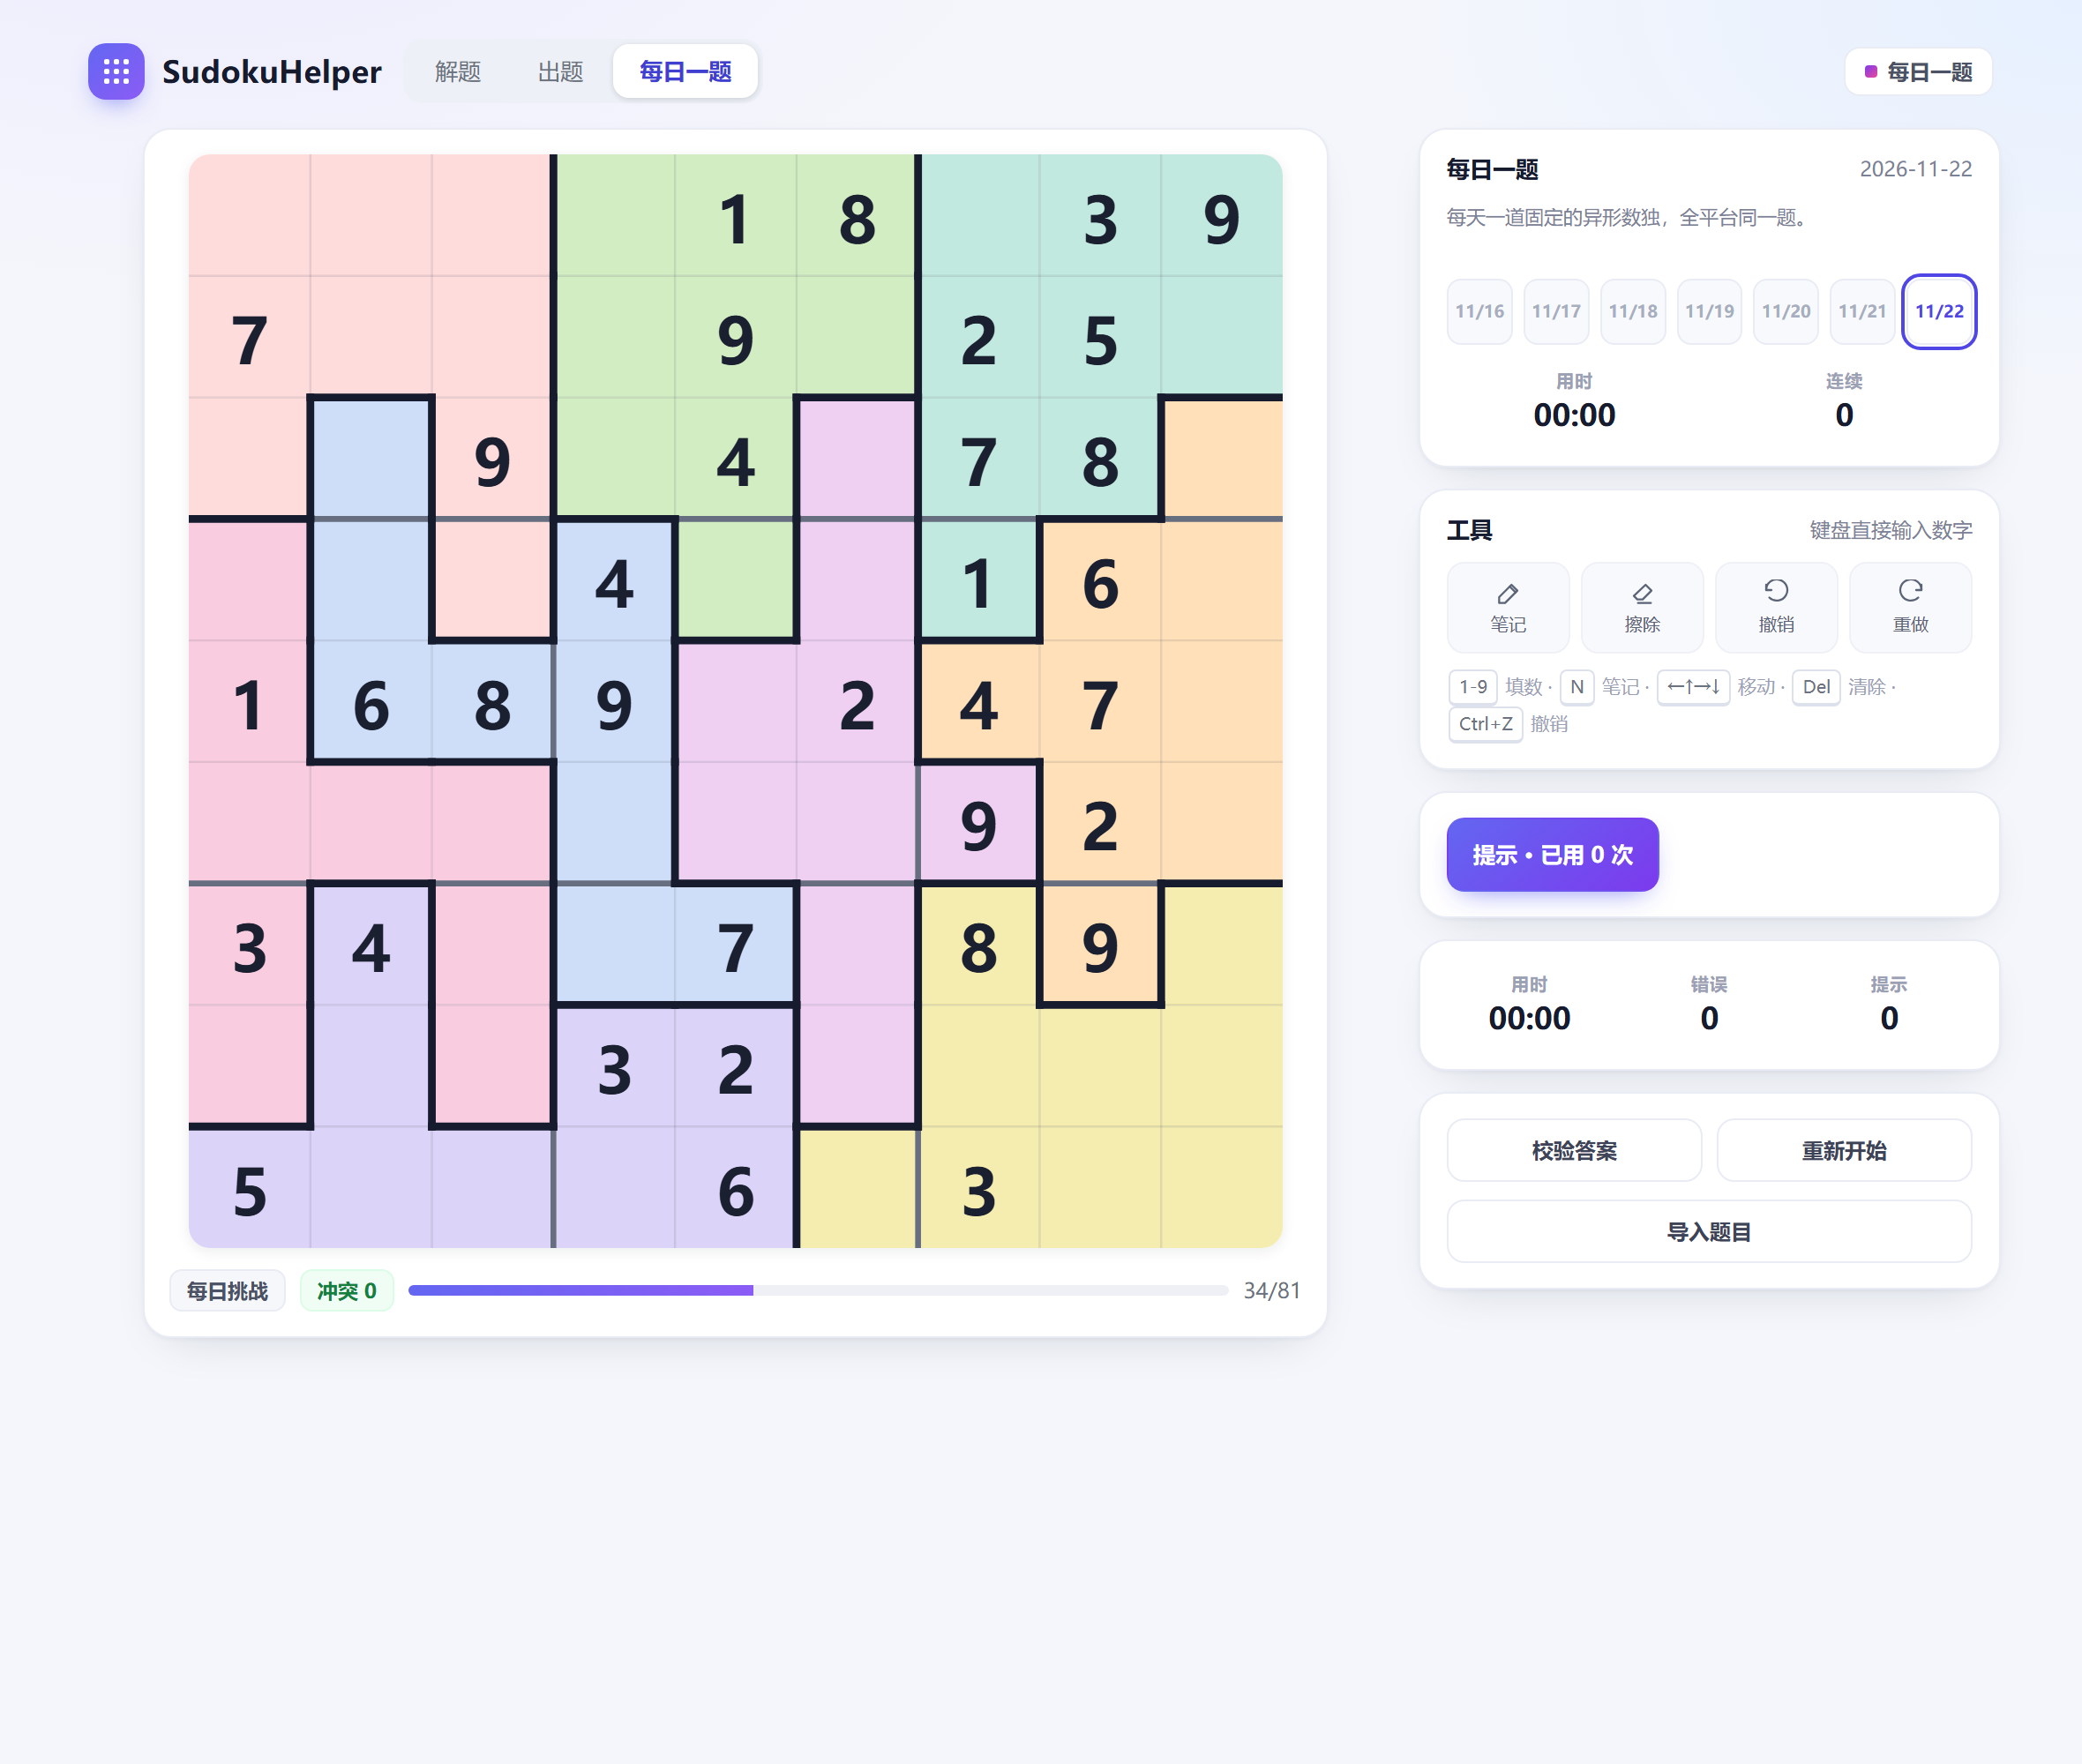 SudokuHelper 解题 出题 每日一题 每日一题
1 8 3 9
7 9 2 5
9 4 7 8
4 1 6
1 6 8 9 2 4 7
9 2
3 4 7 8 9
3 2
5 6 3
每日挑战 冲突 0 34/81
每日一题 2026-11-22
每天一道固定的异形数独，全平台同一题。
11/16 11/17 11/18 11/19 11/20 11/21 11/22
用时 连续
00:00 0
工具 键盘直接输入数字
笔记 擦除 撤销 重做
1-9 填数 · N 笔记 · ←↑→↓ 移动 · Del 清除 ·
Ctrl+Z 撤销
提示 • 已用 0 次
用时 错误 提示
00:00 0 0
校验答案 重新开始
导入题目